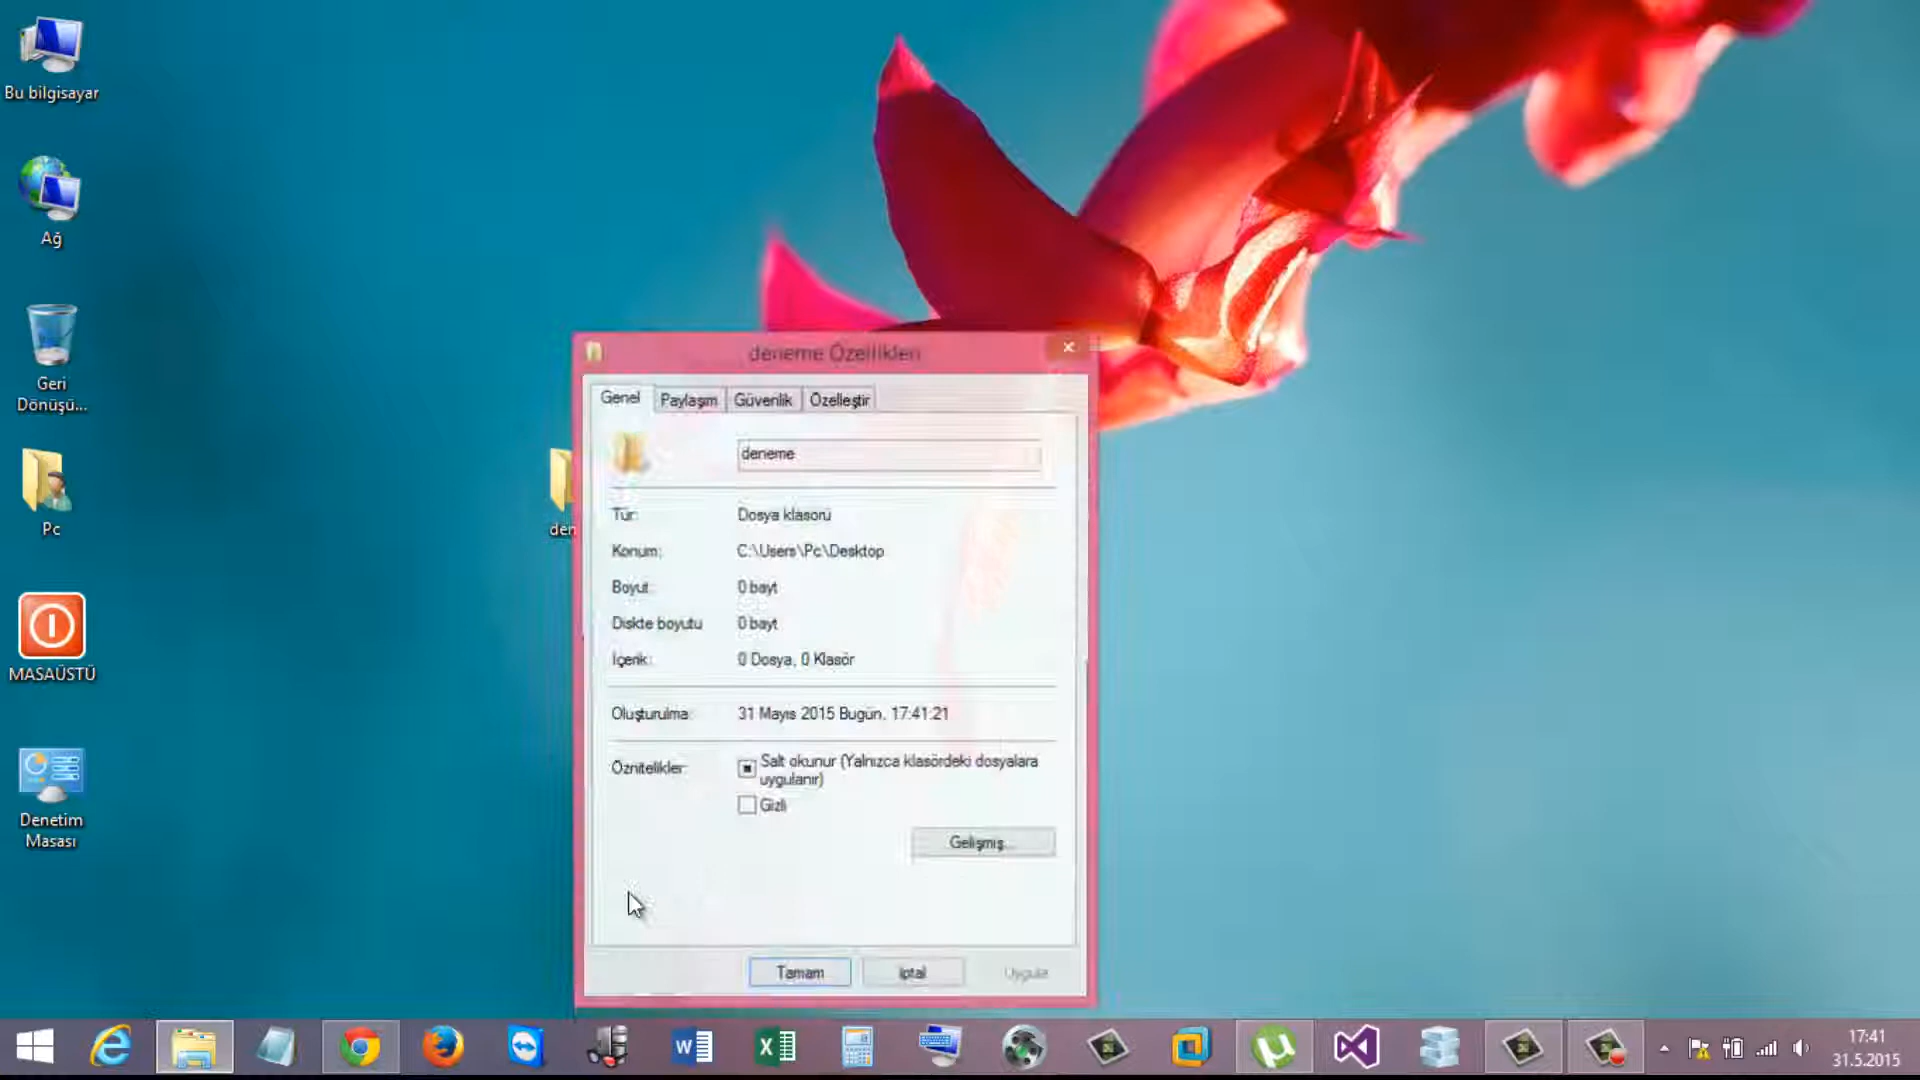 Bu bilgisayar
Ağ
Geri
Dönüşü...
Pc
MASAÜSTÜ
Denetim
Masası
den
deneme Özellikleri
Genel
Paylaşım
Güvenlik
Özelleştir
deneme
Tür:
Dosya klasörü
Konum:
C:\Users\Pc\Desktop
Boyut:
0 bayt
Diskte boyutu
0 bayt
İçerik:
0 Dosya, 0 Klasör
Oluşturulma:
31 Mayıs 2015 Bugün, 17:41:21
Öznitelikler:
Salt okunur (Yalnızca klasördeki dosyalara
uygulanır)
Gizli
Gelişmiş...
Tamam
İptal
Uygula
17:41
31.5.2015